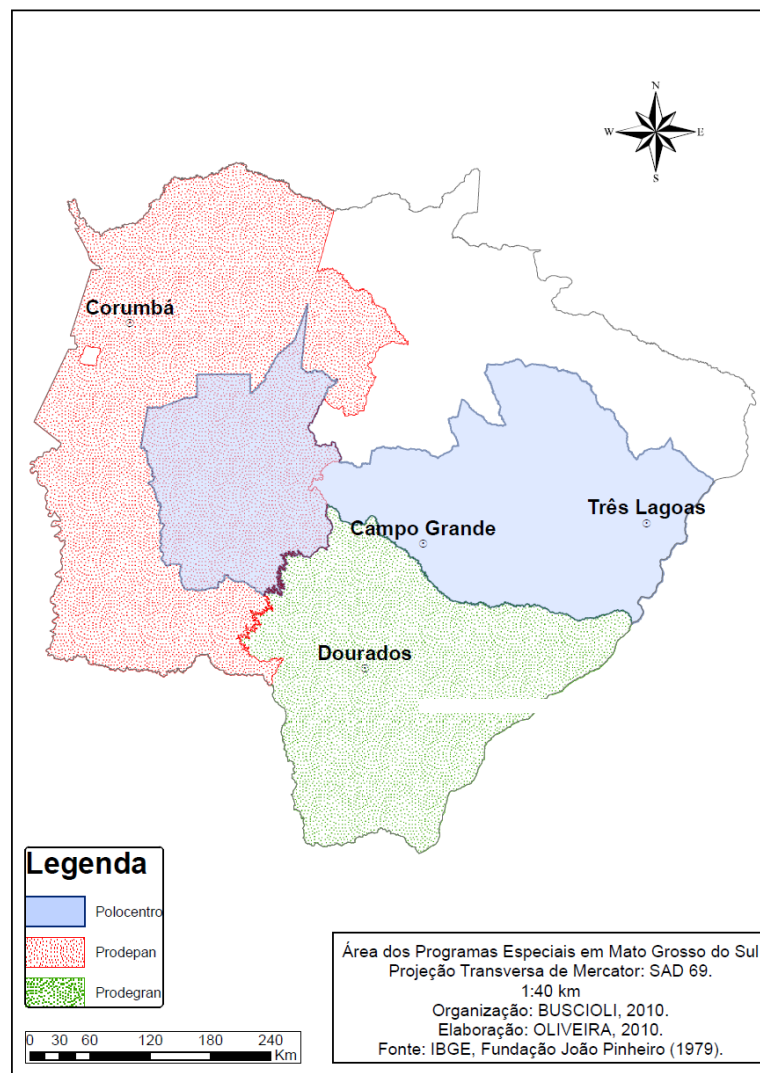 N
W
E
S
Corumbá
Três Lagoas
Campo Grande
Dourados
Legenda
Polocentro
Prodepan
Prodegran
0 30 60 120 180 240
Km
Área dos Programas Especiais em Mato Grosso do Sul
Projeção Transversa de Mercator: SAD 69.
1:40 km
Organização: BUSCIOLI, 2010.
Elaboração: OLIVEIRA, 2010.
Fonte: IBGE, Fundação João Pinheiro (1979).